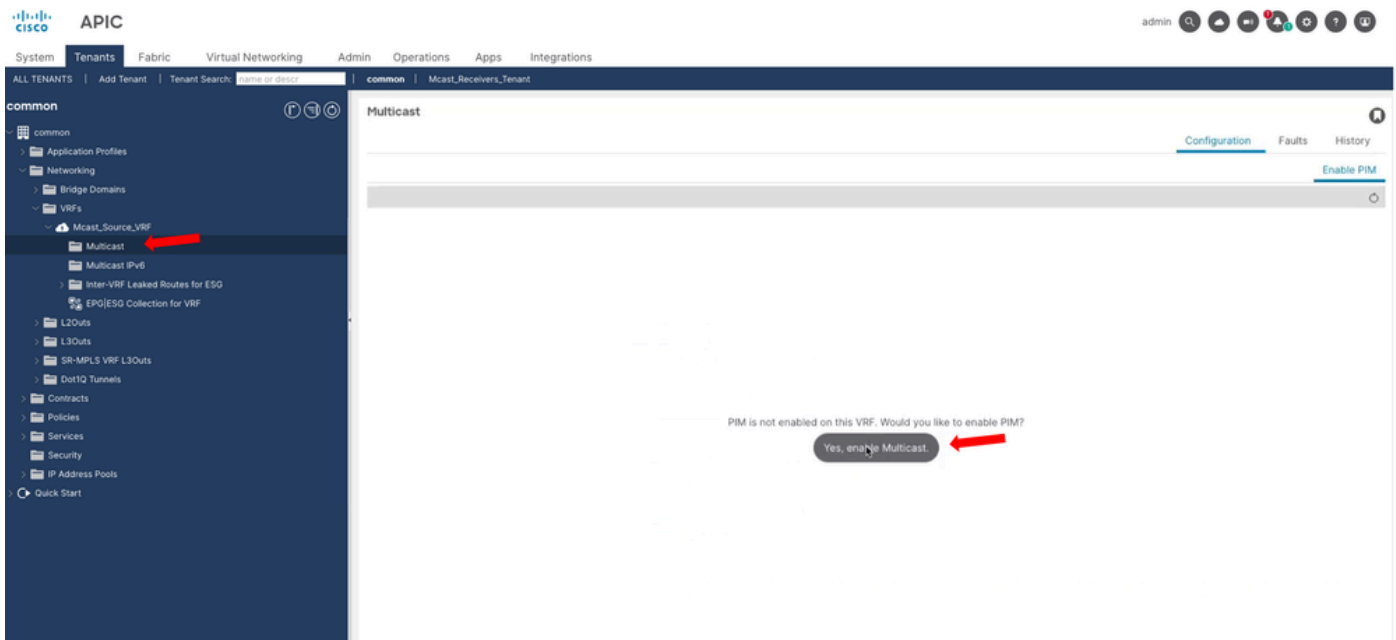 CISCO
APIC
admin
System Tenants Fabric Virtual Networking Admin Operations Apps Integrations
ALL TENANTS | Add Tenant | Tenant Search: name or descr | common | Mcast_Receivers_Tenant
common
common
Application Profiles
Networking
Bridge Domains
VRFs
Mcast_Source_VRF
Multicast
Multicast IPv6
Inter-VRF Leaked Routes for ESG
EPG|ESG Collection for VRF
L2Outs
L3Outs
SR-MPLS VRF L3Outs
Dot1Q Tunnels
Contracts
Policies
Services
Security
IP Address Pools
Quick Start
Multicast
Configuration Faults History
Enable PIM
PIM is not enabled on this VRF. Would you like to enable PIM?
Yes, enable Multicast.